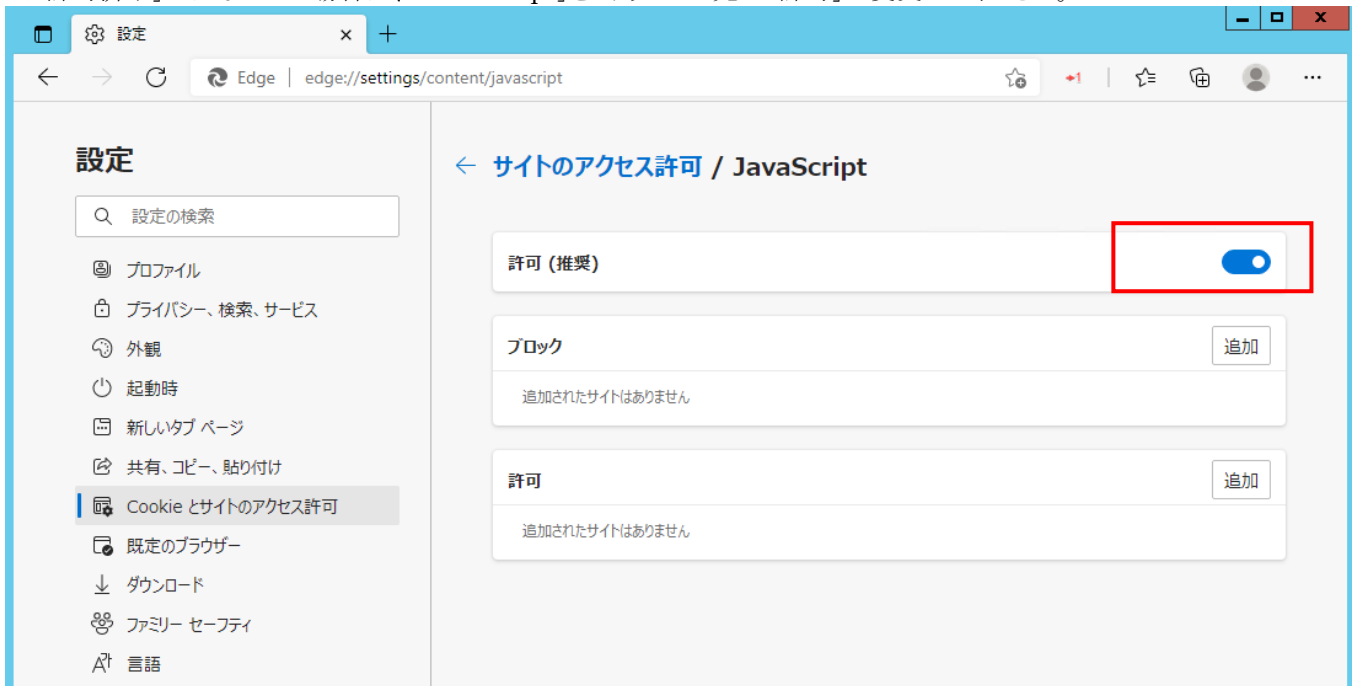 設定
Edge | edge://settings/content/javascript
+1
設定
設定の検索
プロファイル
プライバシー、検索、サービス
外観
起動時
新しいタブ ページ
共有、コピー、貼り付け
Cookie とサイトのアクセス許可
既定のブラウザー
ダウンロード
ファミリー セーフティ
言語
サイトのアクセス許可 / JavaScript
許可 (推奨)
ブロック
追加
追加されたサイトはありません
許可
追加
追加されたサイトはありません